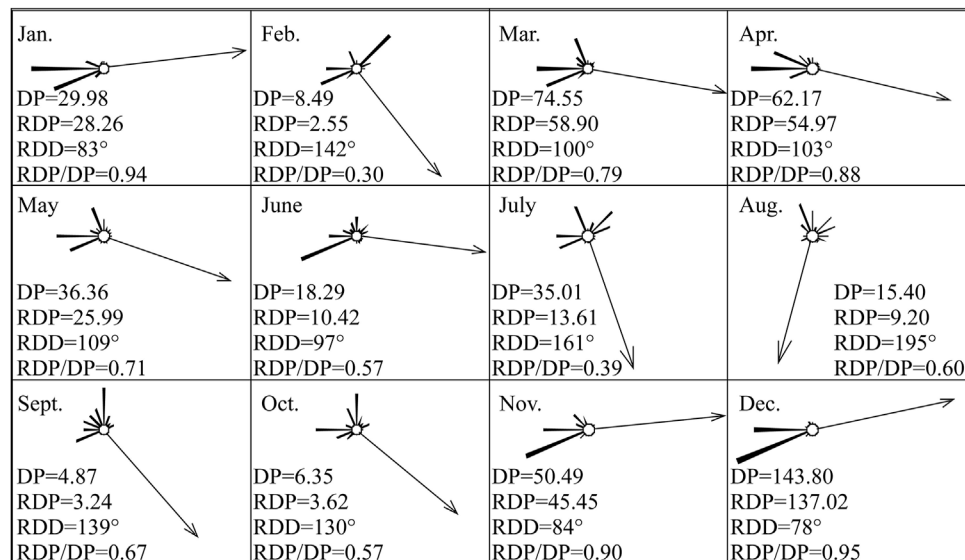 Jan.
DP=29.98
RDP=28.26
RDD=83°
RDP/DP=0.94
Feb.
DP=8.49
RDP=2.55
RDD=142°
RDP/DP=0.30
Mar.
DP=74.55
RDP=58.90
RDD=100°
RDP/DP=0.79
Apr.
DP=62.17
RDP=54.97
RDD=103°
RDP/DP=0.88
May
DP=36.36
RDP=25.99
RDD=109°
RDP/DP=0.71
June
DP=18.29
RDP=10.42
RDD=97°
RDP/DP=0.57
July
DP=35.01
RDP=13.61
RDD=161°
RDP/DP=0.39
Aug.
DP=15.40
RDP=9.20
RDD=195°
RDP/DP=0.60
Sept.
DP=4.87
RDP=3.24
RDD=139°
RDP/DP=0.67
Oct.
DP=6.35
RDP=3.62
RDD=130°
RDP/DP=0.57
Nov.
DP=50.49
RDP=45.45
RDD=84°
RDP/DP=0.90
Dec.
DP=143.80
RDP=137.02
RDD=78°
RDP/DP=0.95